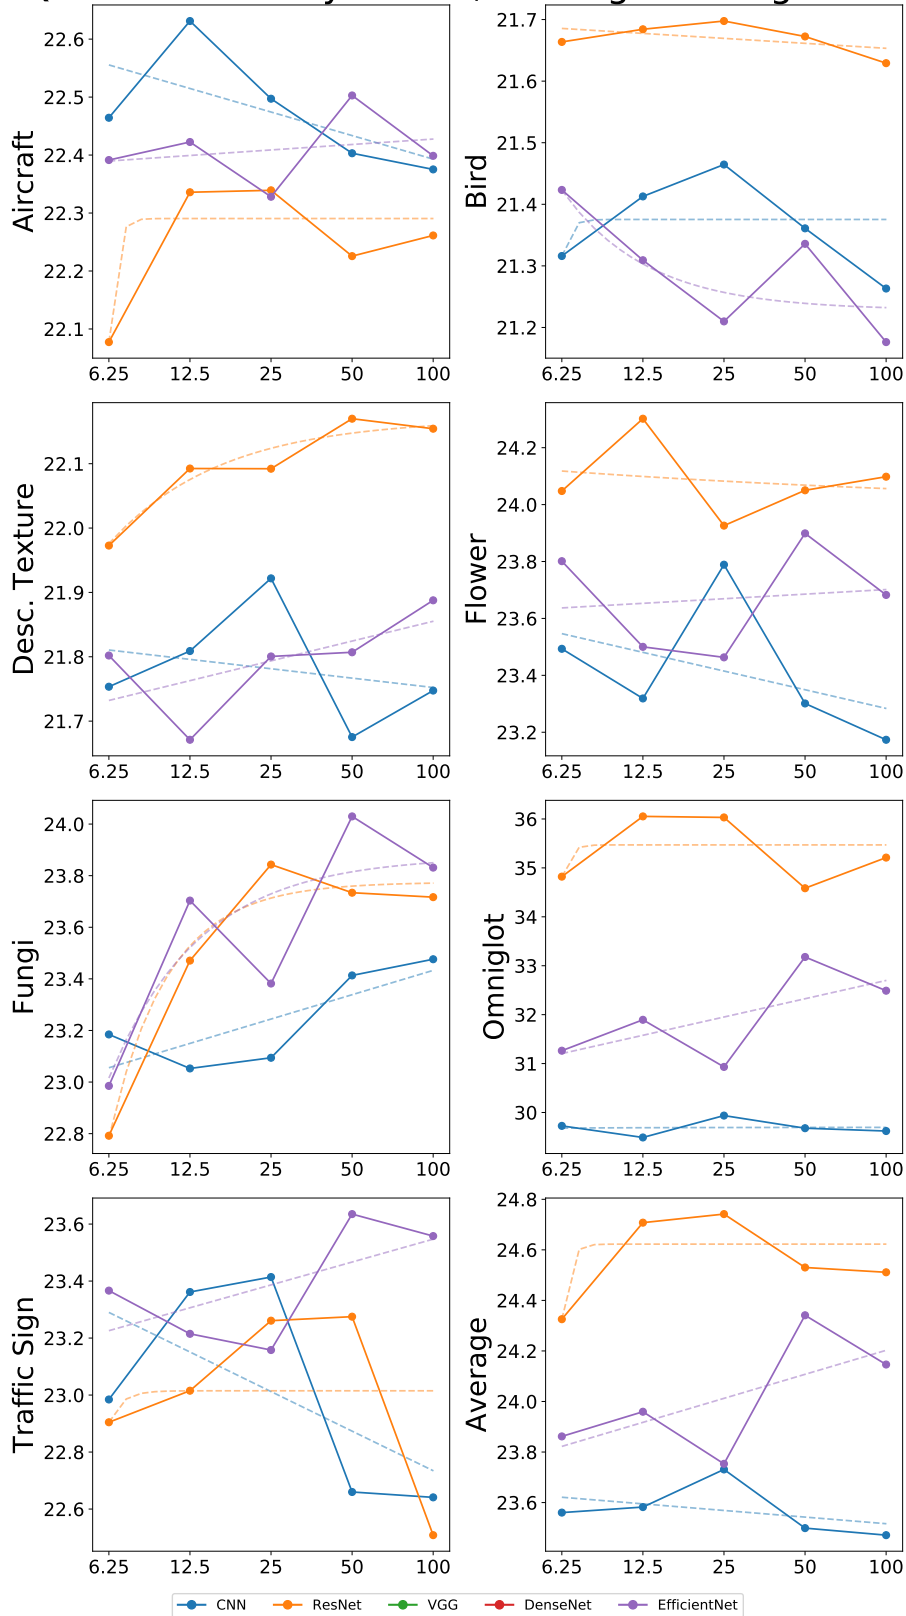 22.6
22.5
22.4
22.3
22.2
22.1
Aircraft
6.25 12.5 25 50 100
21.7
21.6
21.5
21.4
21.3
21.2
Bird
6.25 12.5 25 50 100
22.1
22.0
21.9
21.8
21.7
Desc. Texture
6.25 12.5 25 50 100
24.2
24.0
23.8
23.6
23.4
23.2
Flower
6.25 12.5 25 50 100
24.0
23.8
23.6
23.4
23.2
23.0
22.8
Fungi
6.25 12.5 25 50 100
36
35
34
33
32
31
30
Omniglot
6.25 12.5 25 50 100
23.6
23.4
23.2
23.0
22.8
22.6
Traffic Sign
6.25 12.5 25 50 100
24.8
24.6
24.4
24.2
24.0
23.8
23.6
Average
6.25 12.5 25 50 100
CNN ResNet VGG DenseNet EfficientNet